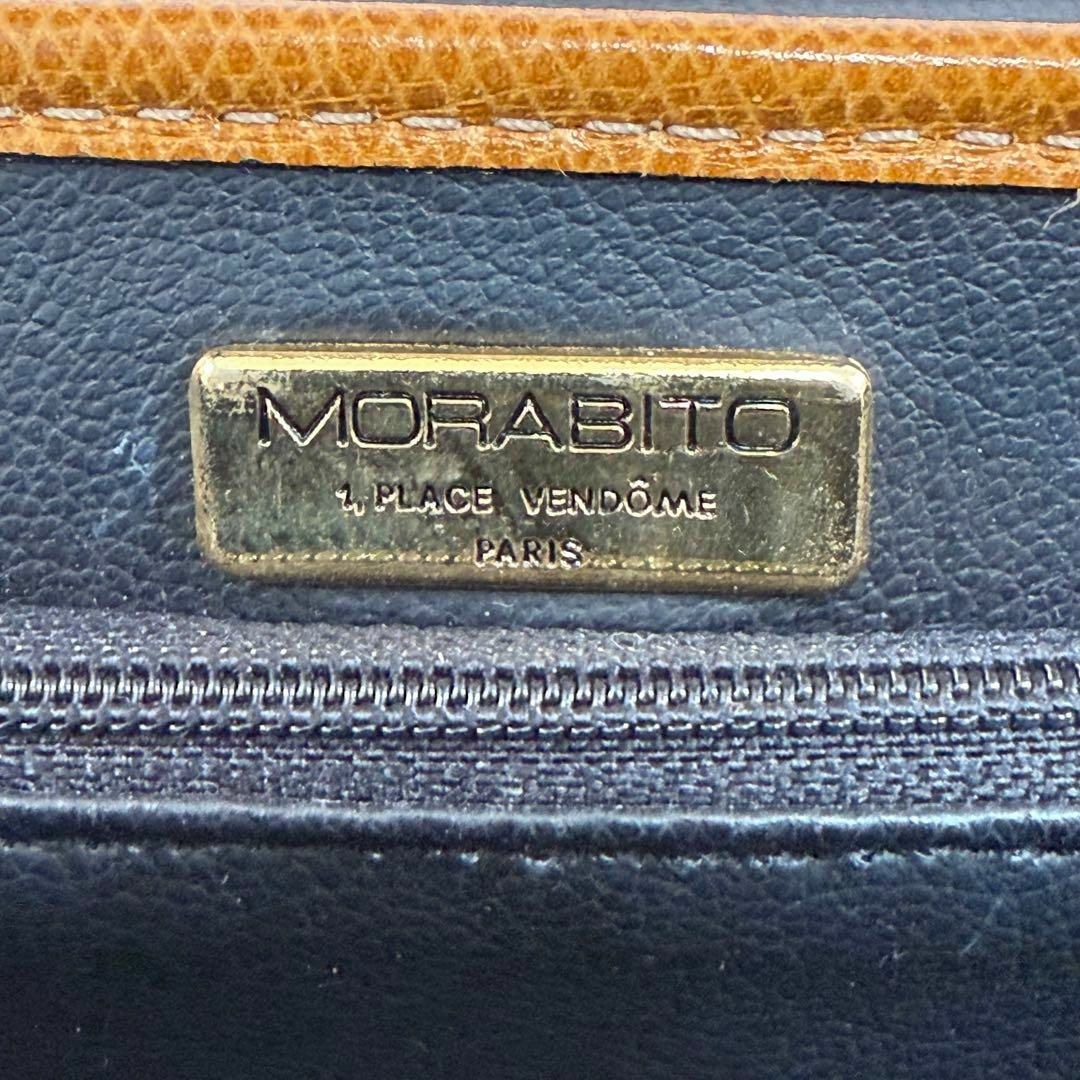 MORABITO
1, PLACE VENDÔME
PARIS